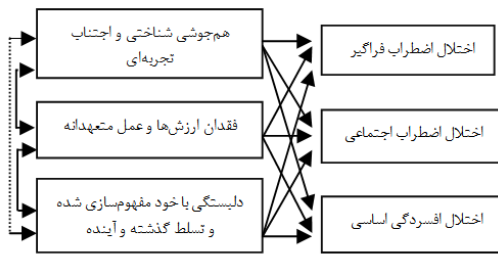 هم‌جوشی شناختی و اجتناب
تجربه‌ای
فقدان ارزش‌ها و عمل متعهدانه
دلبستگی با خود مفهوم‌سازی شده
و تسلط گذشته و آینده
اختلال اضطراب فراگیر
اختلال اضطراب اجتماعی
اختلال افسردگی اساسی